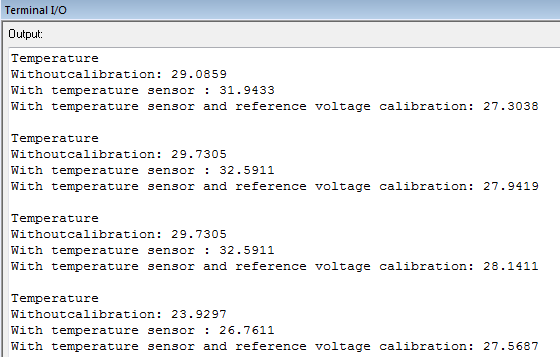 Terminal I/O
Output:
Temperature
Withoutcalibration: 29.0859
With temperature sensor : 31.9433
With temperature sensor and reference voltage calibration: 27.3038
Temperature
Withoutcalibration: 29.7305
With temperature sensor : 32.5911
With temperature sensor and reference voltage calibration: 27.9419
Temperature
Withoutcalibration: 29.7305
With temperature sensor : 32.5911
With temperature sensor and reference voltage calibration: 28.1411
Temperature
Withoutcalibration: 23.9297
With temperature sensor : 26.7611
With temperature sensor and reference voltage calibration: 27.5687